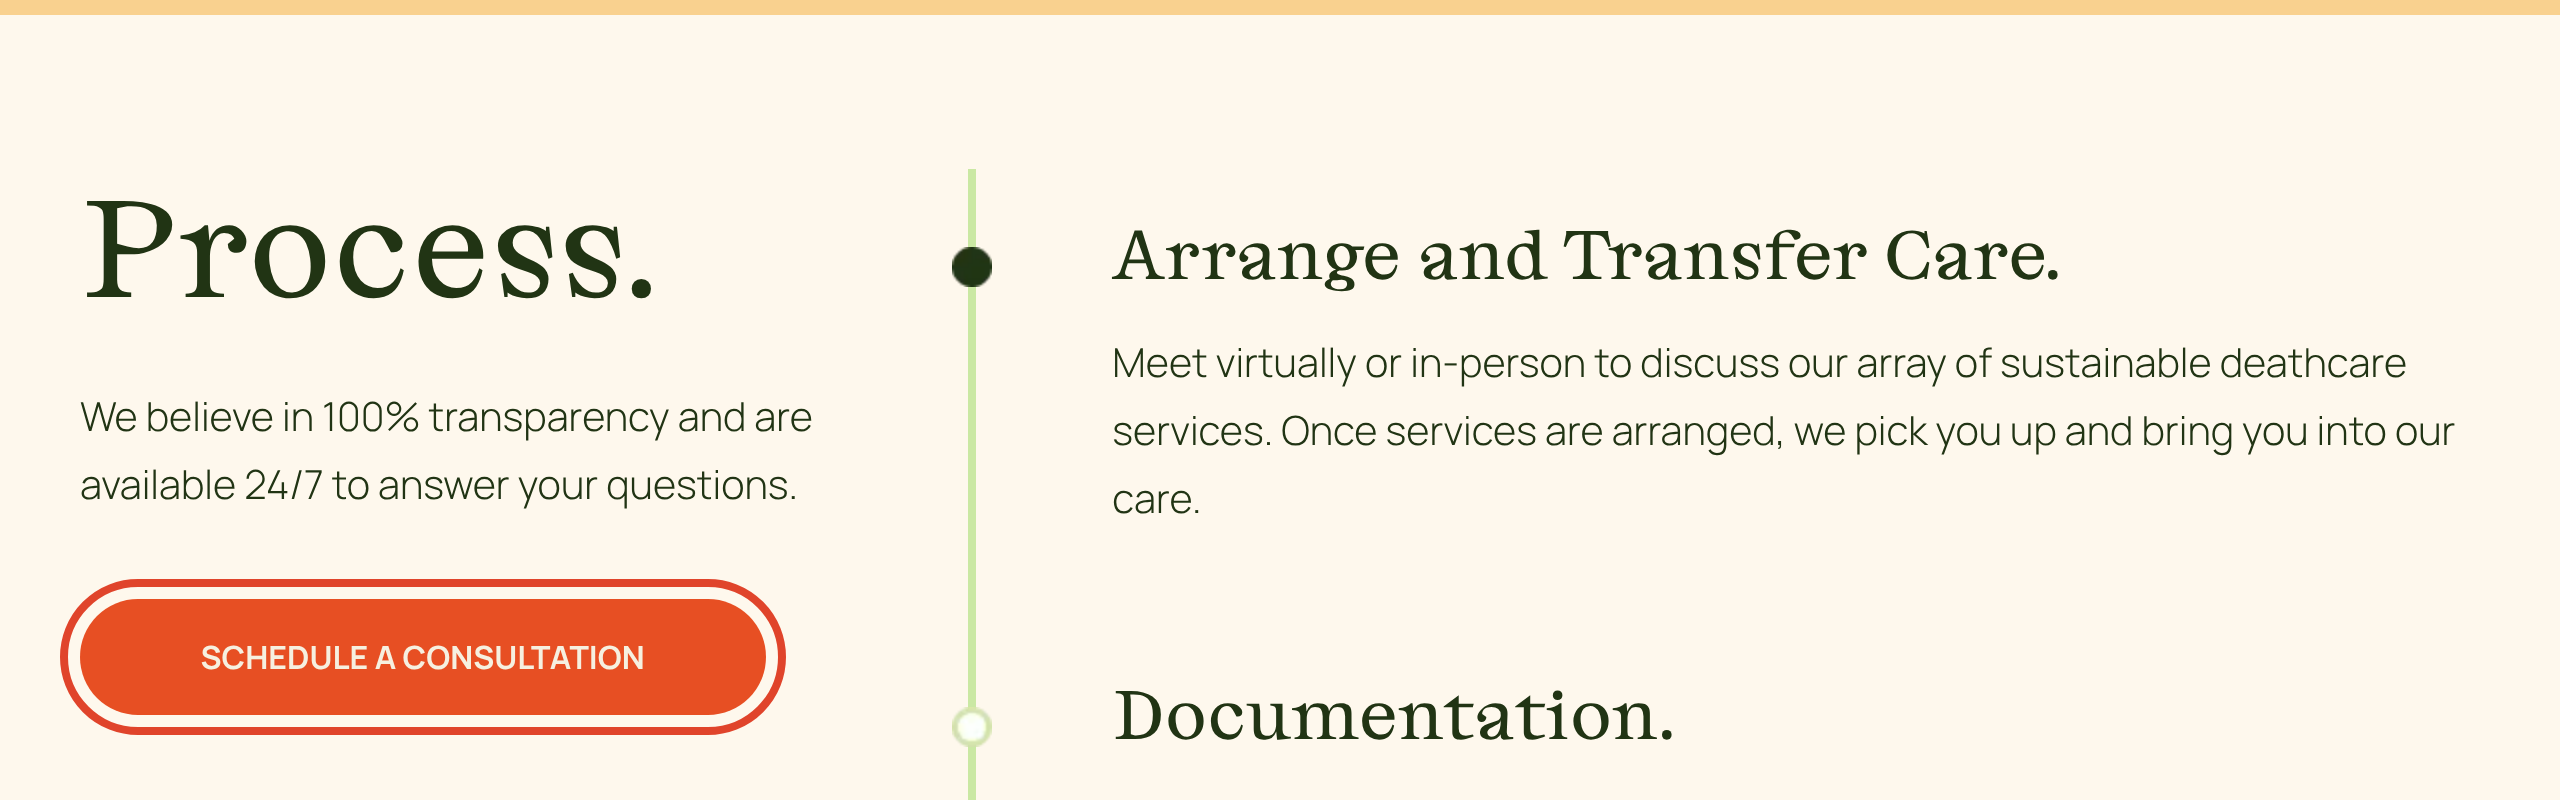 Process.
We believe in 100% transparency and are
available 24/7 to answer your questions.
SCHEDULE A CONSULTATION
Arrange and Transfer Care.
Meet virtually or in-person to discuss our array of sustainable deathcare
services. Once services are arranged, we pick you up and bring you into our
care.
Documentation.